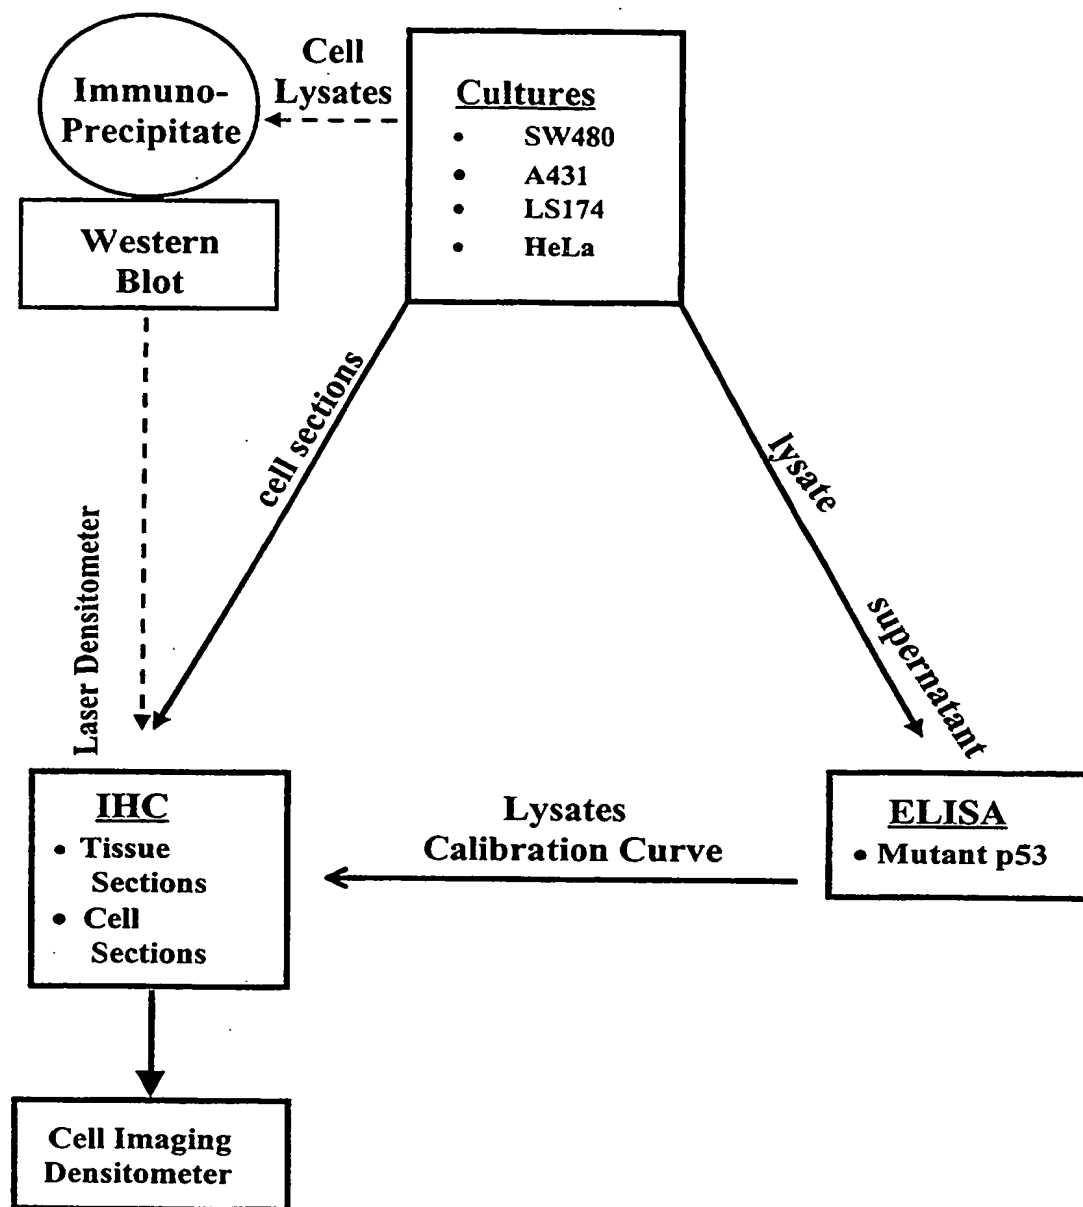 Immuno-
Precipitate
Cell
Lysates
Cultures
• SW480
• A431
• LS174
• HeLa
Western
Blot
cell sections
lysate
supernatant
Laser Densitometer
IHC
• Tissue
Sections
• Cell
Sections
Lysates
Calibration Curve
ELISA
• Mutant p53
Cell Imaging
Densitometer